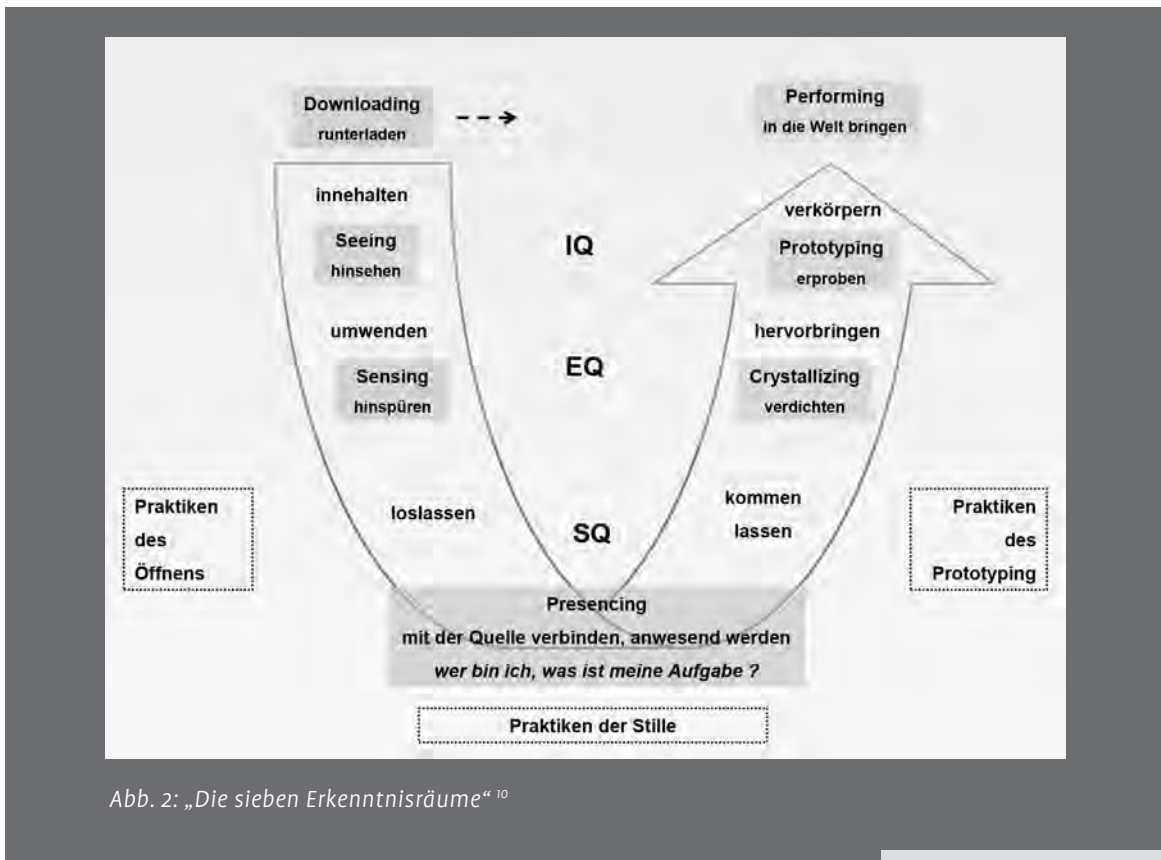 Downloading
runterladen
innehalten
Seeing
hinsehen
umwenden
Sensing
hinspüren
loslassen
Praktiken
des
Öffnens
IQ
EQ
SQ
Presencing
mit der Quelle verbinden, anwesend werden
wer bin ich, was ist meine Aufgabe ?
Praktiken der Stille
Performing
in die Welt bringen
verkörpern
Prototyping
erproben
hervorbringen
Crystallizing
verdichten
kommen
lassen
Praktiken
des
Prototyping
Abb. 2: „Die sieben Erkenntnisräume“ 10